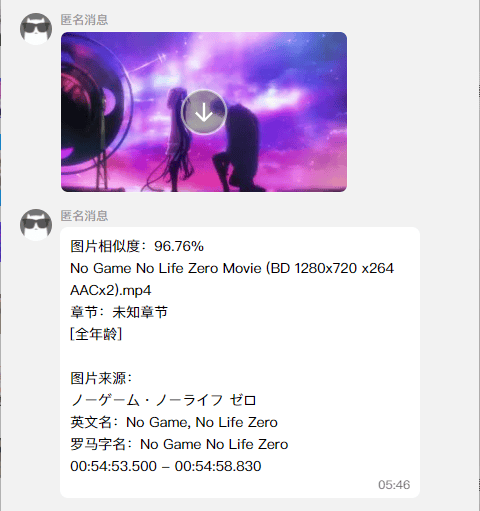 匿名消息
匿名消息
图片相似度：96.76%
No Game No Life Zero Movie (BD 1280x720 x264
AACx2).mp4
章节：未知章节
[全年龄]
图片来源：
ノーゲーム・ノーライフ ゼロ
英文名：No Game, No Life Zero
罗马字名：No Game No Life Zero
00:54:53.500 - 00:54:58.830
05:46